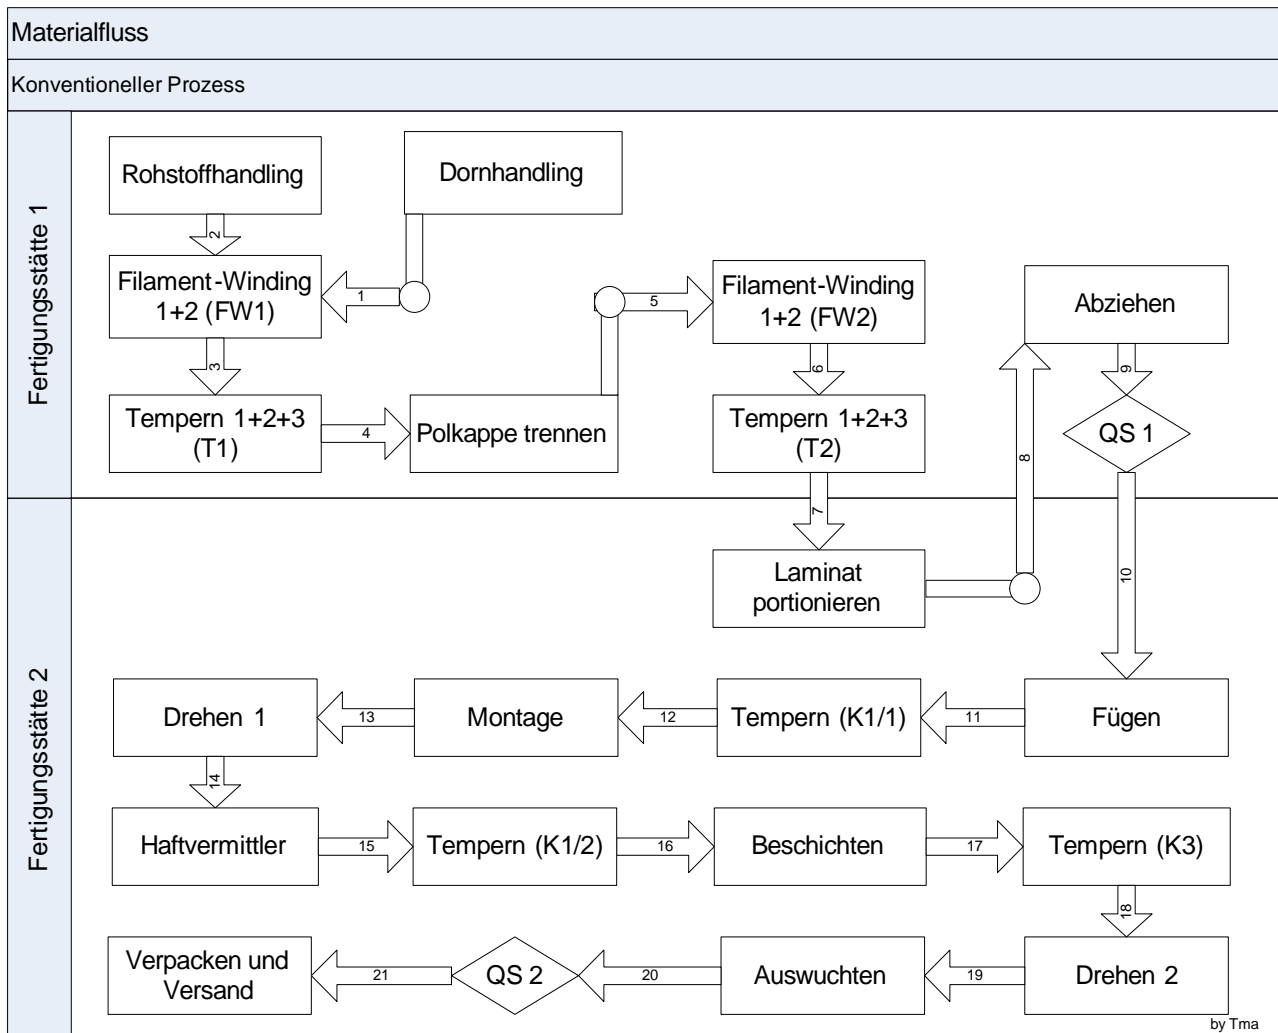 Materialfluss
Konventioneller Prozess
Fertigungsstätte 1
Rohstoffhandling
Dornhandling
2
Filament-Winding
1+2 (FW1)
1
5
Filament-Winding
1+2 (FW2)
Abziehen
3
6
9
Tempern 1+2+3
(T1)
4
Polkappe trennen
Tempern 1+2+3
(T2)
QS 1
8
7
Fertigungsstätte 2
Laminat
portionieren
10
Drehen 1
13
Montage
12
Tempern (K1/1)
11
Fügen
14
Haftvermittler
15
Tempern (K1/2)
16
Beschichten
17
Tempern (K3)
18
Verpacken und
Versand
21
QS 2
20
Auswuchten
19
Drehen 2
by Tma